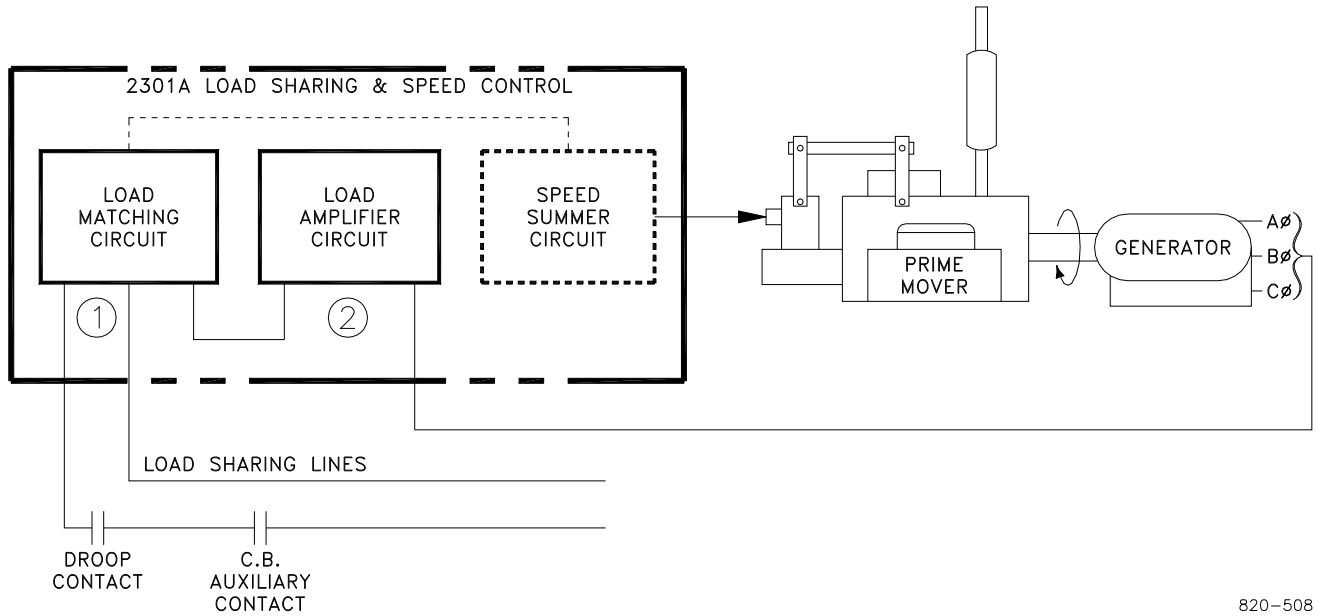 2301A LOAD SHARING & SPEED CONTROL
LOAD
MATCHING
CIRCUIT
LOAD
AMPLIFIER
CIRCUIT
SPEED
SUMMER
CIRCUIT
1
2
PRIME
MOVER
GENERATOR
AØ
BØ
CØ
LOAD SHARING LINES
DROOP
CONTACT
C.B.
AUXILIARY
CONTACT
820-508